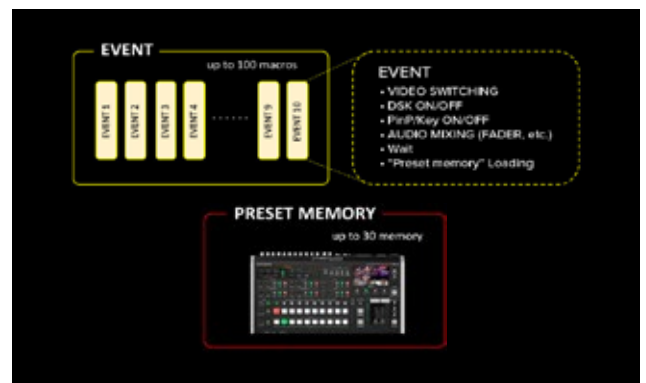 EVENT
up to 100 macros
EVENT 1
EVENT 2
EVENT 3
EVENT 4
......
EVENT 9
EVENT 10
EVENT
• VIDEO SWITCHING
• DSK ON/OFF
• PinP/Key ON/OFF
• AUDIO MIXING (FADER, etc.)
• Wait
• "Preset memory" Loading
PRESET MEMORY
up to 30 memory